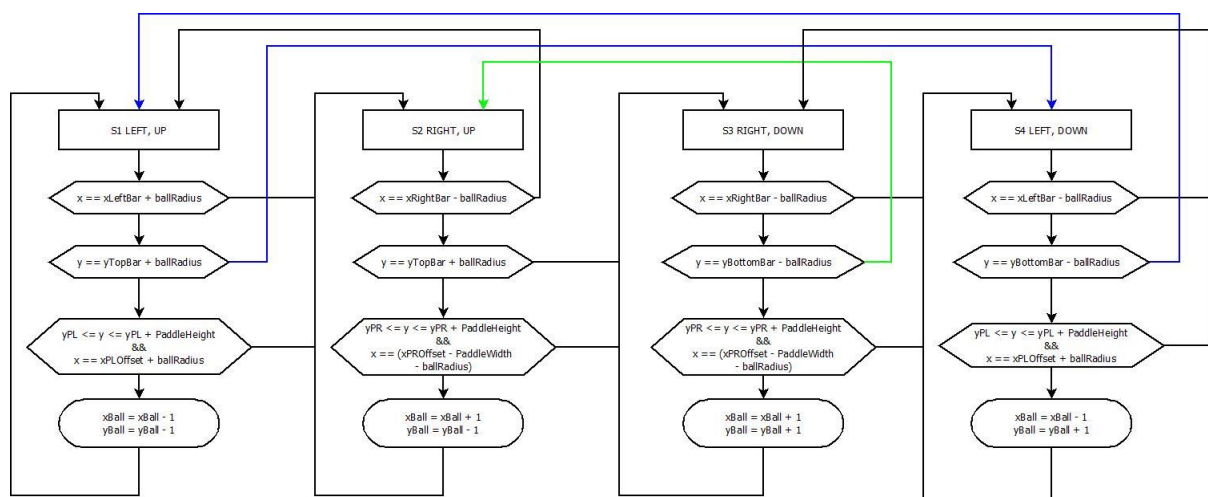 S1 LEFT, UP
x == xLeftBar + ballRadius
y == yTopBar + ballRadius
yPL <= y <= yPL + PaddleHeight
&&
x == xPLOffset + ballRadius
xBall = xBall - 1
yBall = yBall - 1
S2 RIGHT, UP
x == xRightBar - ballRadius
y == yTopBar + ballRadius
yPR <= y <= yPR + PaddleHeight
&&
x == (xPROffset - PaddleWidth
- ballRadius)
xBall = xBall + 1
yBall = yBall - 1
S3 RIGHT, DOWN
x == xRightBar - ballRadius
y == yBottomBar - ballRadius
yPR <= y <= yPR + PaddleHeight
&&
x == (xPROffset - PaddleWidth
- ballRadius)
xBall = xBall + 1
yBall = yBall + 1
S4 LEFT, DOWN
x == xLeftBar - ballRadius
y == yBottomBar - ballRadius
yPL <= y <= yPL + PaddleHeight
&&
x == xPLOffset + ballRadius
xBall = xBall - 1
yBall = yBall + 1